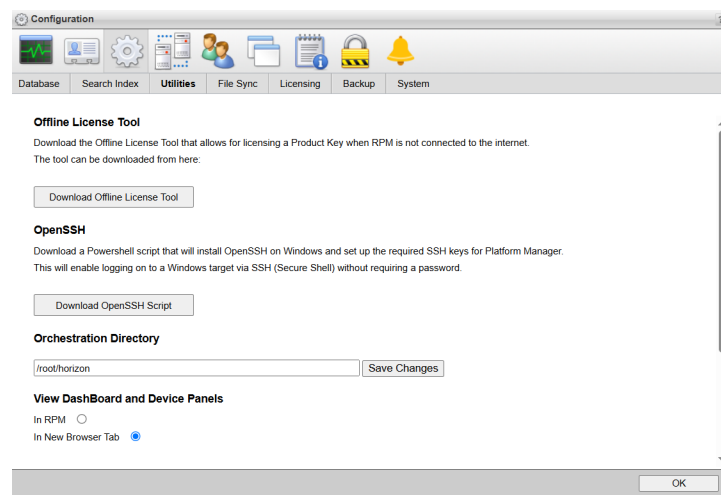 Configuration
Database Search Index Utilities File Sync Licensing Backup System
Offline License Tool
Download the Offline License Tool that allows for licensing a Product Key when RPM is not connected to the internet.
The tool can be downloaded from here:
Download Offline License Tool
OpenSSH
Download a Powershell script that will install OpenSSH on Windows and set up the required SSH keys for Platform Manager.
This will enable logging on to a Windows target via SSH (Secure Shell) without requiring a password.
Download OpenSSH Script
Orchestration Directory
/root/horizon Save Changes
View DashBoard and Device Panels
In RPM
In New Browser Tab
OK